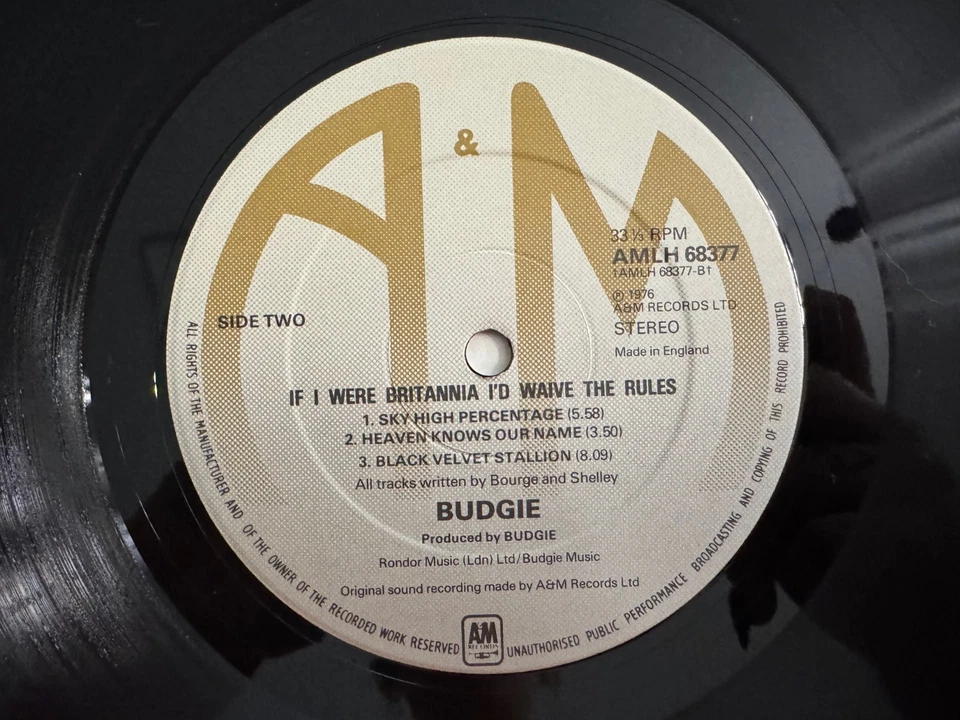 A & M
33 ⅓ RPM
AMLH 68377
†AMLH 68377-B†
℗ 1976
A&M RECORDS LTD
STEREO
Made in England
SIDE TWO
IF I WERE BRITANNIA I'D WAIVE THE RULES
1. SKY HIGH PERCENTAGE (5.58)
2. HEAVEN KNOWS OUR NAME (3.50)
3. BLACK VELVET STALLION (8.09)
All tracks written by Bourge and Shelley
BUDGIE
Produced by BUDGIE
Rondor Music (Ldn) Ltd/Budgie Music
Original sound recording made by A&M Records Ltd
ALL RIGHTS OF THE MANUFACTURER AND OF THE OWNER OF THE RECORDED WORK RESERVED
A&M
RECORDS
UNAUTHORISED PUBLIC PERFORMANCE BROADCASTING AND COPYING OF THIS RECORD PROHIBITED